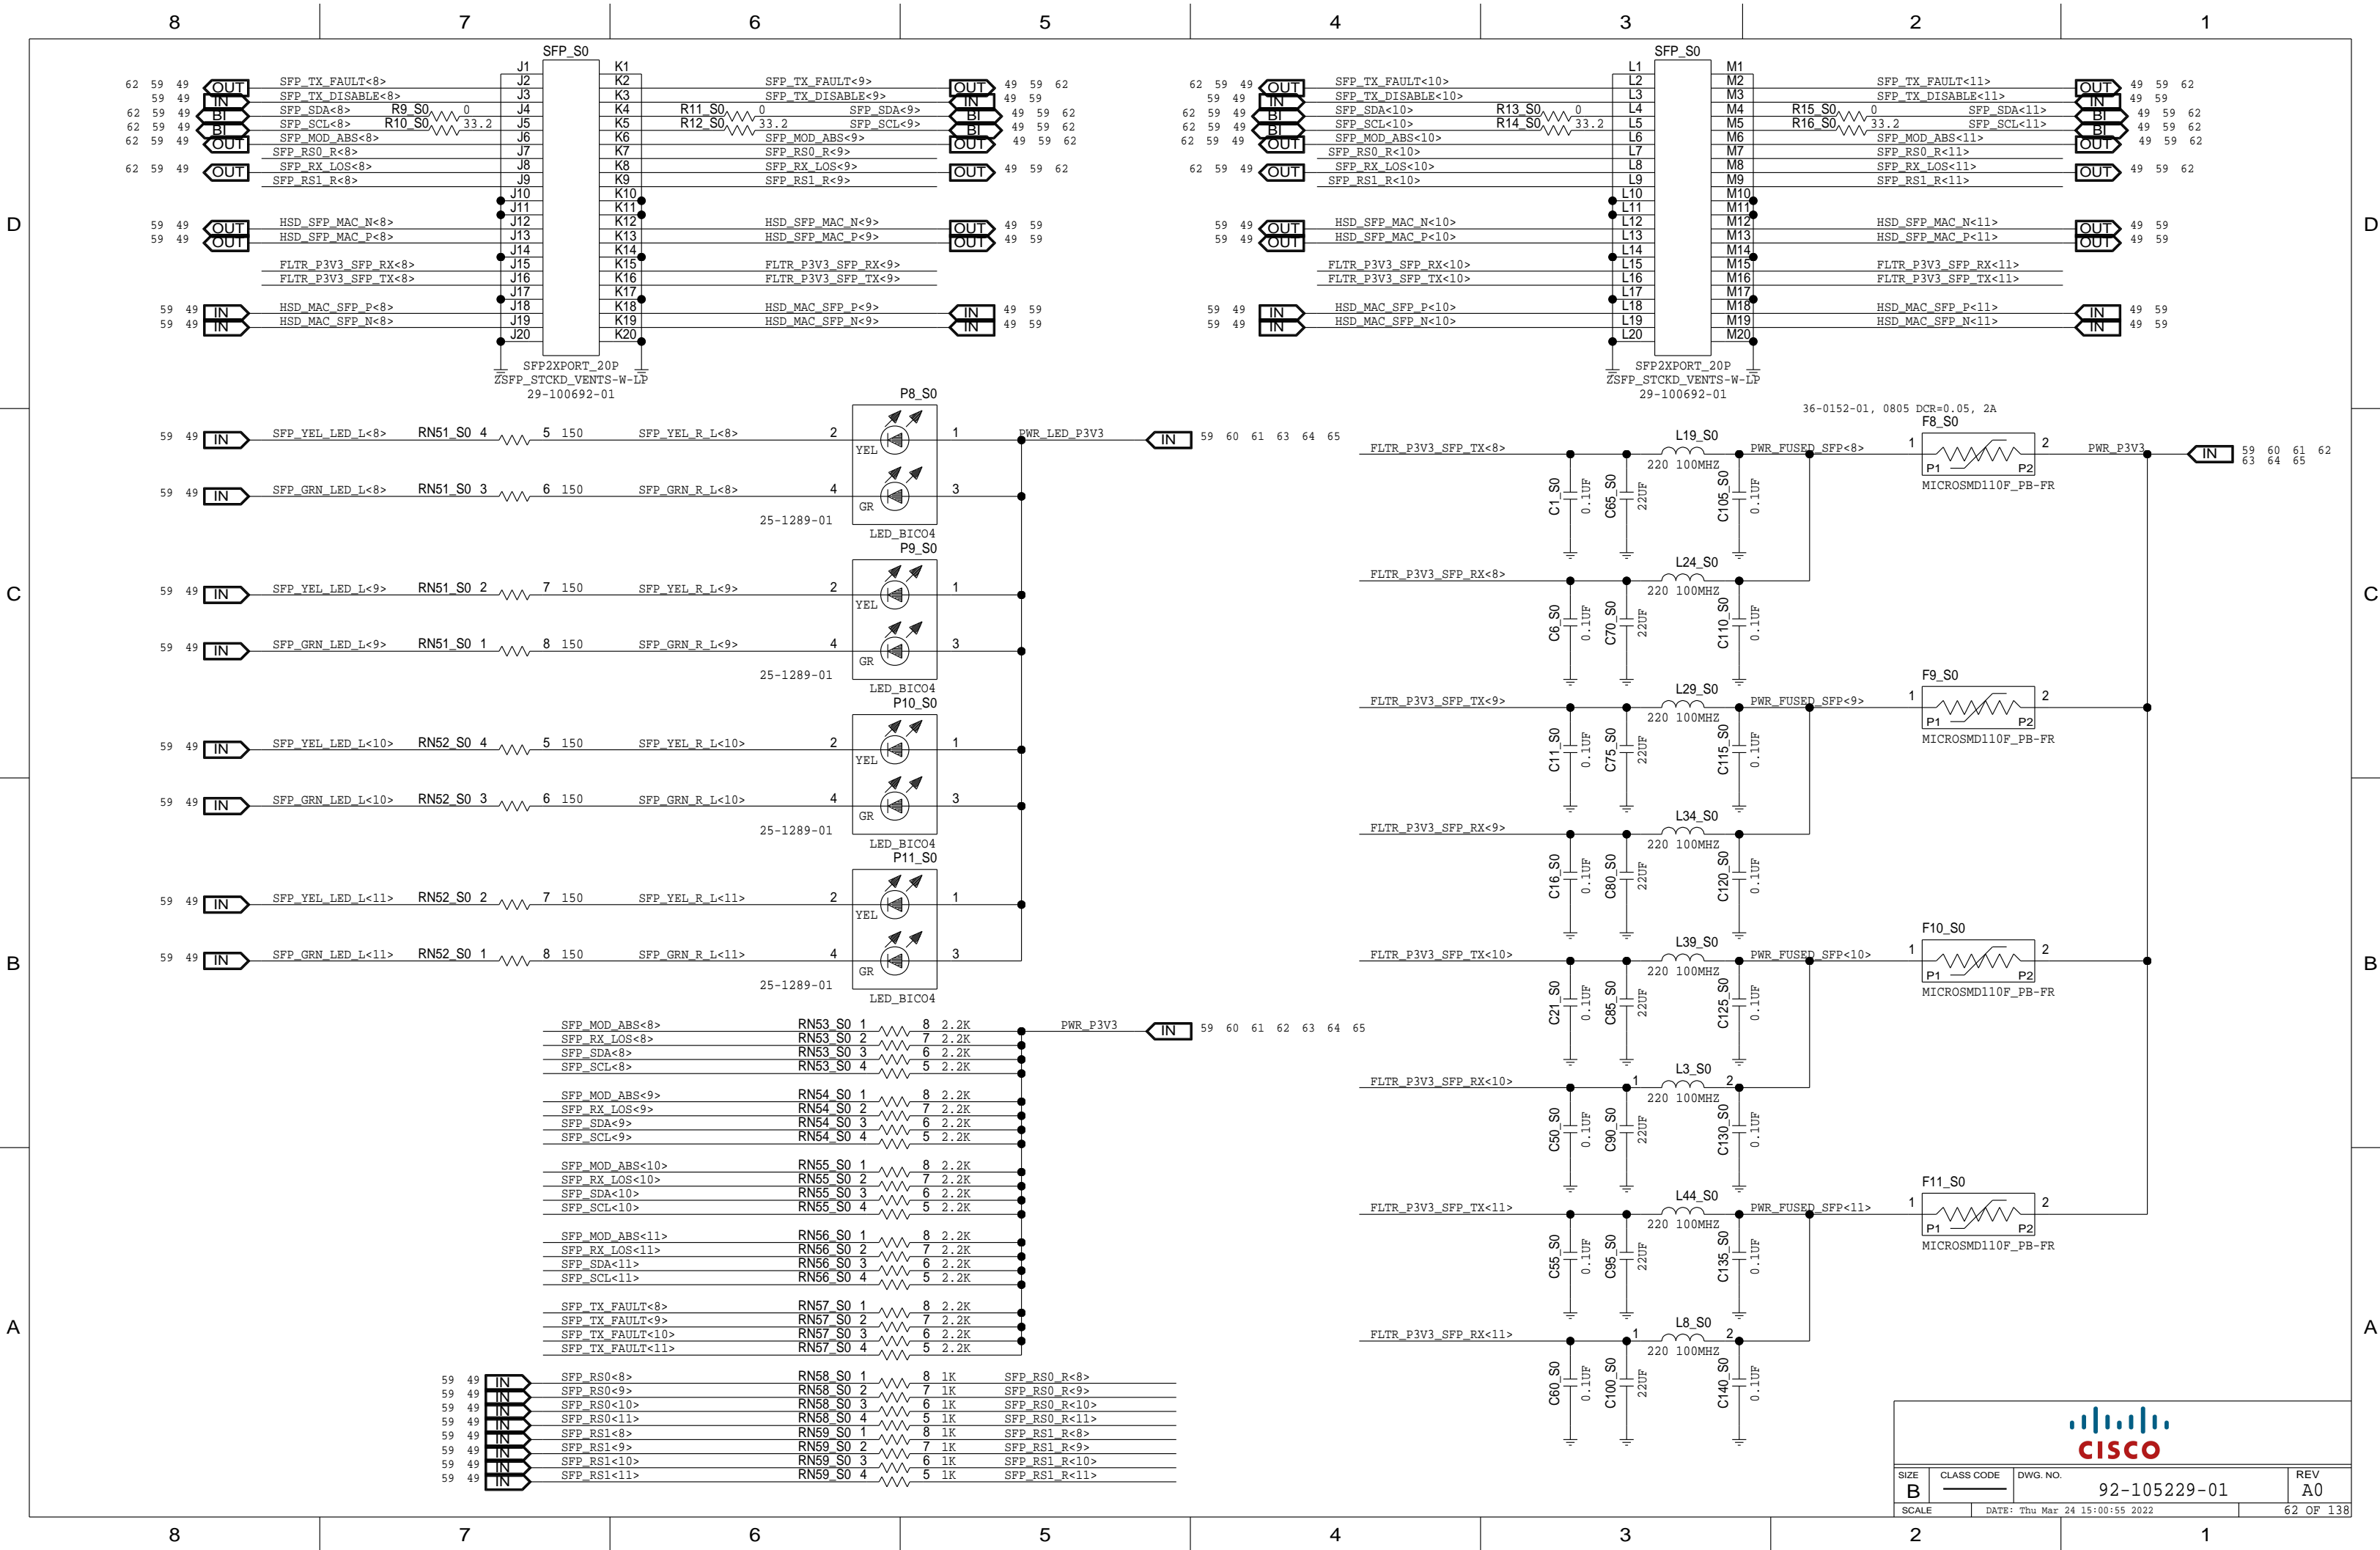 8 7 6 5 4 3 2 1
D
C
B
A
SFP_S0
62 59 49 OUT SFP_TX_FAULT<8> J1 K1 SFP_TX_FAULT<9> OUT 49 59 62
59 49 IN SFP_TX_DISABLE<8> J2 K2 SFP_TX_DISABLE<9> IN 49 59
62 59 49 BI SFP_SDA<8> R9_S0 0 J3 K3 R11_S0 0 SFP_SDA<9> BI 49 59 62
62 59 49 BI SFP_SCL<8> R10_S0 33.2 J4 K4 R12_S0 33.2 SFP_SCL<9> BI 49 59 62
62 59 49 OUT SFP_MOD_ABS<8> J5 K5 SFP_MOD_ABS<9> OUT 49 59 62
SFP_RS0_R<8> J6 K6 SFP_RS0_R<9>
62 59 49 OUT SFP_RX_LOS<8> J7 K7 SFP_RX_LOS<9> OUT 49 59 62
SFP_RS1_R<8> J8 K8 SFP_RS1_R<9>
J9 K9
J10 K10
J11 K11
59 49 OUT HSD_SFP_MAC_N<8> J12 K12 HSD_SFP_MAC_N<9> OUT 49 59
59 49 OUT HSD_SFP_MAC_P<8> J13 K13 HSD_SFP_MAC_P<9> OUT 49 59
J14 K14
FLTR_P3V3_SFP_RX<8> J15 K15 FLTR_P3V3_SFP_RX<9>
FLTR_P3V3_SFP_TX<8> J16 K16 FLTR_P3V3_SFP_TX<9>
J17 K17
59 49 IN HSD_MAC_SFP_P<8> J18 K18 HSD_MAC_SFP_P<9> IN 49 59
59 49 IN HSD_MAC_SFP_N<8> J19 K19 HSD_MAC_SFP_N<9> IN 49 59
J20 K20
SFP2XPORT_20P
ZSFP_STCKD_VENTS-W-LP
29-100692-01
SFP_S0
62 59 49 OUT SFP_TX_FAULT<10> L1 M1 SFP_TX_FAULT<11> OUT 49 59 62
59 49 IN SFP_TX_DISABLE<10> L2 M2 SFP_TX_DISABLE<11> IN 49 59
62 59 49 BI SFP_SDA<10> R13_S0 0 L3 M3 R15_S0 0 SFP_SDA<11> BI 49 59 62
62 59 49 BI SFP_SCL<10> R14_S0 33.2 L4 M4 R16_S0 33.2 SFP_SCL<11> BI 49 59 62
62 59 49 OUT SFP_MOD_ABS<10> L5 M5 SFP_MOD_ABS<11> OUT 49 59 62
SFP_RS0_R<10> L6 M6 SFP_RS0_R<11>
62 59 49 OUT SFP_RX_LOS<10> L7 M7 SFP_RX_LOS<11> OUT 49 59 62
SFP_RS1_R<10> L8 M8 SFP_RS1_R<11>
L9 M9
L10 M10
L11 M11
59 49 OUT HSD_SFP_MAC_N<10> L12 M12 HSD_SFP_MAC_N<11> OUT 49 59
59 49 OUT HSD_SFP_MAC_P<10> L13 M13 HSD_SFP_MAC_P<11> OUT 49 59
L14 M14
FLTR_P3V3_SFP_RX<10> L15 M15 FLTR_P3V3_SFP_RX<11>
FLTR_P3V3_SFP_TX<10> L16 M16 FLTR_P3V3_SFP_TX<11>
L17 M17
59 49 IN HSD_MAC_SFP_P<10> L18 M18 HSD_MAC_SFP_P<11> IN 49 59
59 49 IN HSD_MAC_SFP_N<10> L19 M19 HSD_MAC_SFP_N<11> IN 49 59
L20 M20
SFP2XPORT_20P
ZSFP_STCKD_VENTS-W-LP
29-100692-01
P8_S0
59 49 IN SFP_YEL_LED_L<8> RN51_S0 4 5 150 SFP_YEL_R_L<8> 2 YEL 1 PWR_LED_P3V3 IN 59 60 61 63 64 65
59 49 IN SFP_GRN_LED_L<8> RN51_S0 3 6 150 SFP_GRN_R_L<8> 4 GR 3
25-1289-01
LED_BICO4
P9_S0
59 49 IN SFP_YEL_LED_L<9> RN51_S0 2 7 150 SFP_YEL_R_L<9> 2 YEL 1
59 49 IN SFP_GRN_LED_L<9> RN51_S0 1 8 150 SFP_GRN_R_L<9> 4 GR 3
25-1289-01
LED_BICO4
P10_S0
59 49 IN SFP_YEL_LED_L<10> RN52_S0 4 5 150 SFP_YEL_R_L<10> 2 YEL 1
59 49 IN SFP_GRN_LED_L<10> RN52_S0 3 6 150 SFP_GRN_R_L<10> 4 GR 3
25-1289-01
LED_BICO4
P11_S0
59 49 IN SFP_YEL_LED_L<11> RN52_S0 2 7 150 SFP_YEL_R_L<11> 2 YEL 1
59 49 IN SFP_GRN_LED_L<11> RN52_S0 1 8 150 SFP_GRN_R_L<11> 4 GR 3
25-1289-01
LED_BICO4
SFP_MOD_ABS<8> RN53_S0 1 8 2.2K PWR_P3V3 IN 59 60 61 62 63 64 65
SFP_RX_LOS<8> RN53_S0 2 7 2.2K
SFP_SDA<8> RN53_S0 3 6 2.2K
SFP_SCL<8> RN53_S0 4 5 2.2K
SFP_MOD_ABS<9> RN54_S0 1 8 2.2K
SFP_RX_LOS<9> RN54_S0 2 7 2.2K
SFP_SDA<9> RN54_S0 3 6 2.2K
SFP_SCL<9> RN54_S0 4 5 2.2K
SFP_MOD_ABS<10> RN55_S0 1 8 2.2K
SFP_RX_LOS<10> RN55_S0 2 7 2.2K
SFP_SDA<10> RN55_S0 3 6 2.2K
SFP_SCL<10> RN55_S0 4 5 2.2K
SFP_MOD_ABS<11> RN56_S0 1 8 2.2K
SFP_RX_LOS<11> RN56_S0 2 7 2.2K
SFP_SDA<11> RN56_S0 3 6 2.2K
SFP_SCL<11> RN56_S0 4 5 2.2K
SFP_TX_FAULT<8> RN57_S0 1 8 2.2K
SFP_TX_FAULT<9> RN57_S0 2 7 2.2K
SFP_TX_FAULT<10> RN57_S0 3 6 2.2K
SFP_TX_FAULT<11> RN57_S0 4 5 2.2K
59 49 IN SFP_RS0<8> RN58_S0 1 8 1K SFP_RS0_R<8>
59 49 IN SFP_RS0<9> RN58_S0 2 7 1K SFP_RS0_R<9>
59 49 IN SFP_RS0<10> RN58_S0 3 6 1K SFP_RS0_R<10>
59 49 IN SFP_RS0<11> RN58_S0 4 5 1K SFP_RS0_R<11>
59 49 IN SFP_RS1<8> RN59_S0 1 8 1K SFP_RS1_R<8>
59 49 IN SFP_RS1<9> RN59_S0 2 7 1K SFP_RS1_R<9>
59 49 IN SFP_RS1<10> RN59_S0 3 6 1K SFP_RS1_R<10>
59 49 IN SFP_RS1<11> RN59_S0 4 5 1K SFP_RS1_R<11>
36-0152-01, 0805 DCR=0.05, 2A
FLTR_P3V3_SFP_TX<8> L19_S0 220 100MHZ PWR_FUSED_SFP<8> 1 F8_S0 P1 P2 2 PWR_P3V3 IN 59 60 61 62
63 64 65
MICROSMD110F_PB-FR
C1_S0 0.1UF C65_S0 22UF C105_S0 0.1UF
FLTR_P3V3_SFP_RX<8> L24_S0 220 100MHZ
C6_S0 0.1UF C70_S0 22UF C110_S0 0.1UF
FLTR_P3V3_SFP_TX<9> L29_S0 220 100MHZ PWR_FUSED_SFP<9> 1 F9_S0 P1 P2 2
MICROSMD110F_PB-FR
C11_S0 0.1UF C75_S0 22UF C115_S0 0.1UF
FLTR_P3V3_SFP_RX<9> L34_S0 220 100MHZ
C16_S0 0.1UF C80_S0 22UF C120_S0 0.1UF
FLTR_P3V3_SFP_TX<10> L39_S0 220 100MHZ PWR_FUSED_SFP<10> 1 F10_S0 P1 P2 2
MICROSMD110F_PB-FR
C21_S0 0.1UF C85_S0 22UF C125_S0 0.1UF
FLTR_P3V3_SFP_RX<10> 1 L3_S0 2 220 100MHZ
C50_S0 0.1UF C90_S0 22UF C130_S0 0.1UF
FLTR_P3V3_SFP_TX<11> L44_S0 220 100MHZ PWR_FUSED_SFP<11> 1 F11_S0 P1 P2 2
MICROSMD110F_PB-FR
C55_S0 0.1UF C95_S0 22UF C135_S0 0.1UF
FLTR_P3V3_SFP_RX<11> 1 L8_S0 2 220 100MHZ
C60_S0 0.1UF C100_S0 22UF C140_S0 0.1UF
CISCO
SIZE B CLASS CODE DWG. NO. 92-105229-01 REV A0
SCALE DATE: Thu Mar 24 15:00:55 2022 62 OF 138
D
C
B
A
8 7 6 5 4 3 2 1